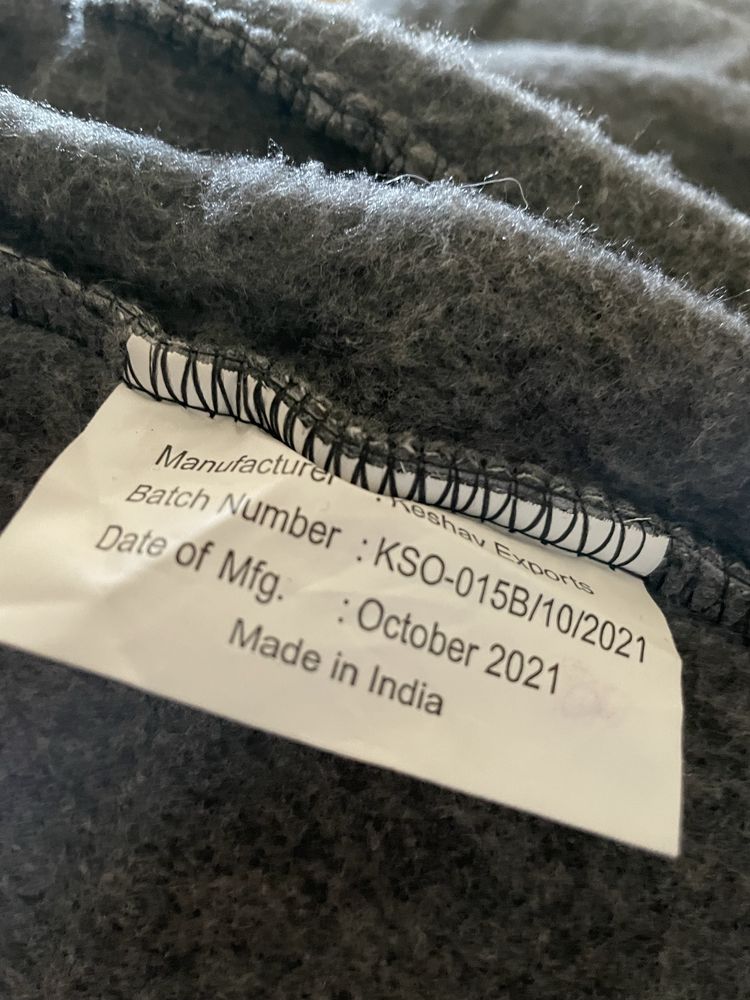 Manufacturer : Keshav Exports
Batch Number : KSO-015B/10/2021
Date of Mfg. : October 2021
Made in India